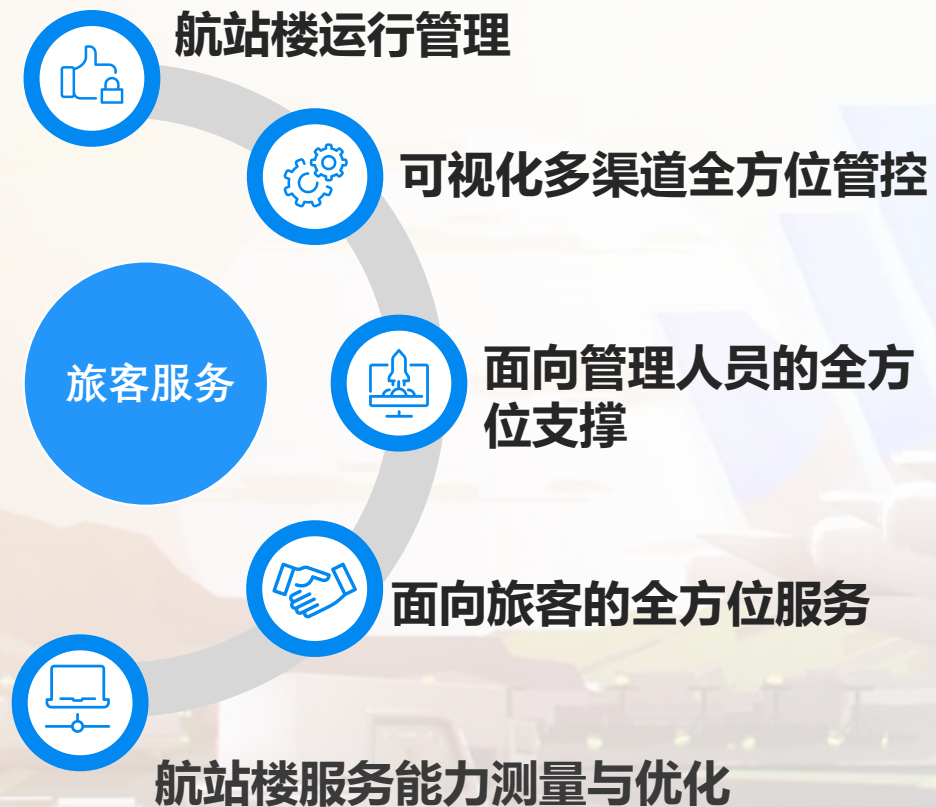 航站楼运行管理
可视化多渠道全方位管控
旅客服务
面向管理人员的全方
位支撑
面向旅客的全方位服务
航站楼服务能力测量与优化